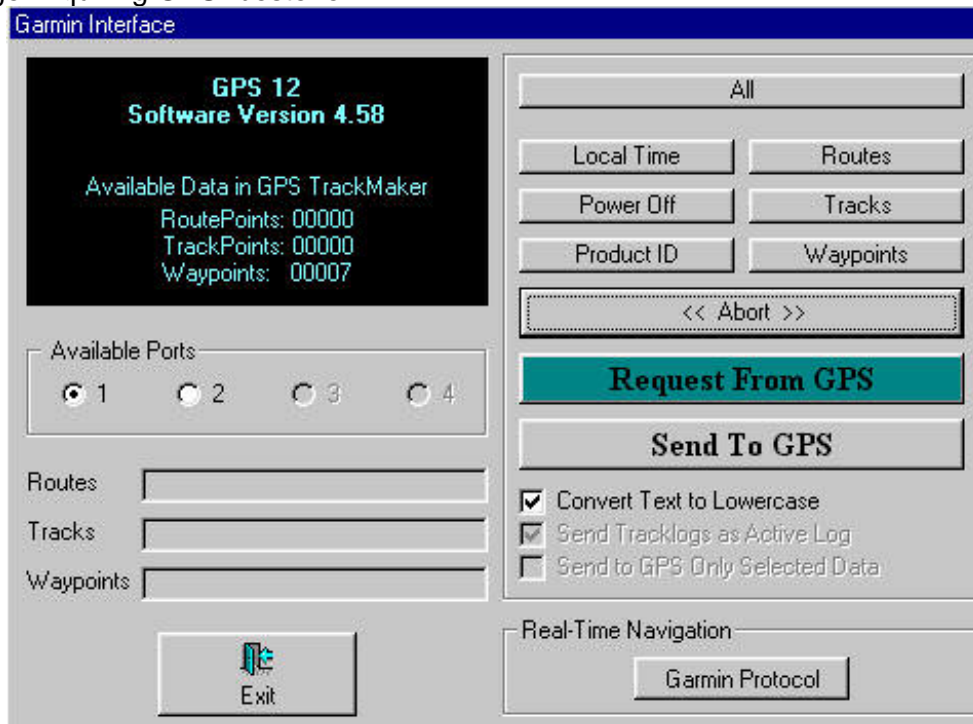 Garmin Interface
GPS 12
Software Version 4.58
Available Data in GPS TrackMaker
RoutePoints: 00000
TrackPoints: 00000
Waypoints: 00007
Available Ports
1 2 3 4
Routes
Tracks
Waypoints
Exit
All
Local Time Routes
Power Off Tracks
Product ID Waypoints
<< Abort >>
Request From GPS
Send To GPS
Convert Text to Lowercase
Send Tracklogs as Active Log
Send to GPS Only Selected Data
Real-Time Navigation
Garmin Protocol